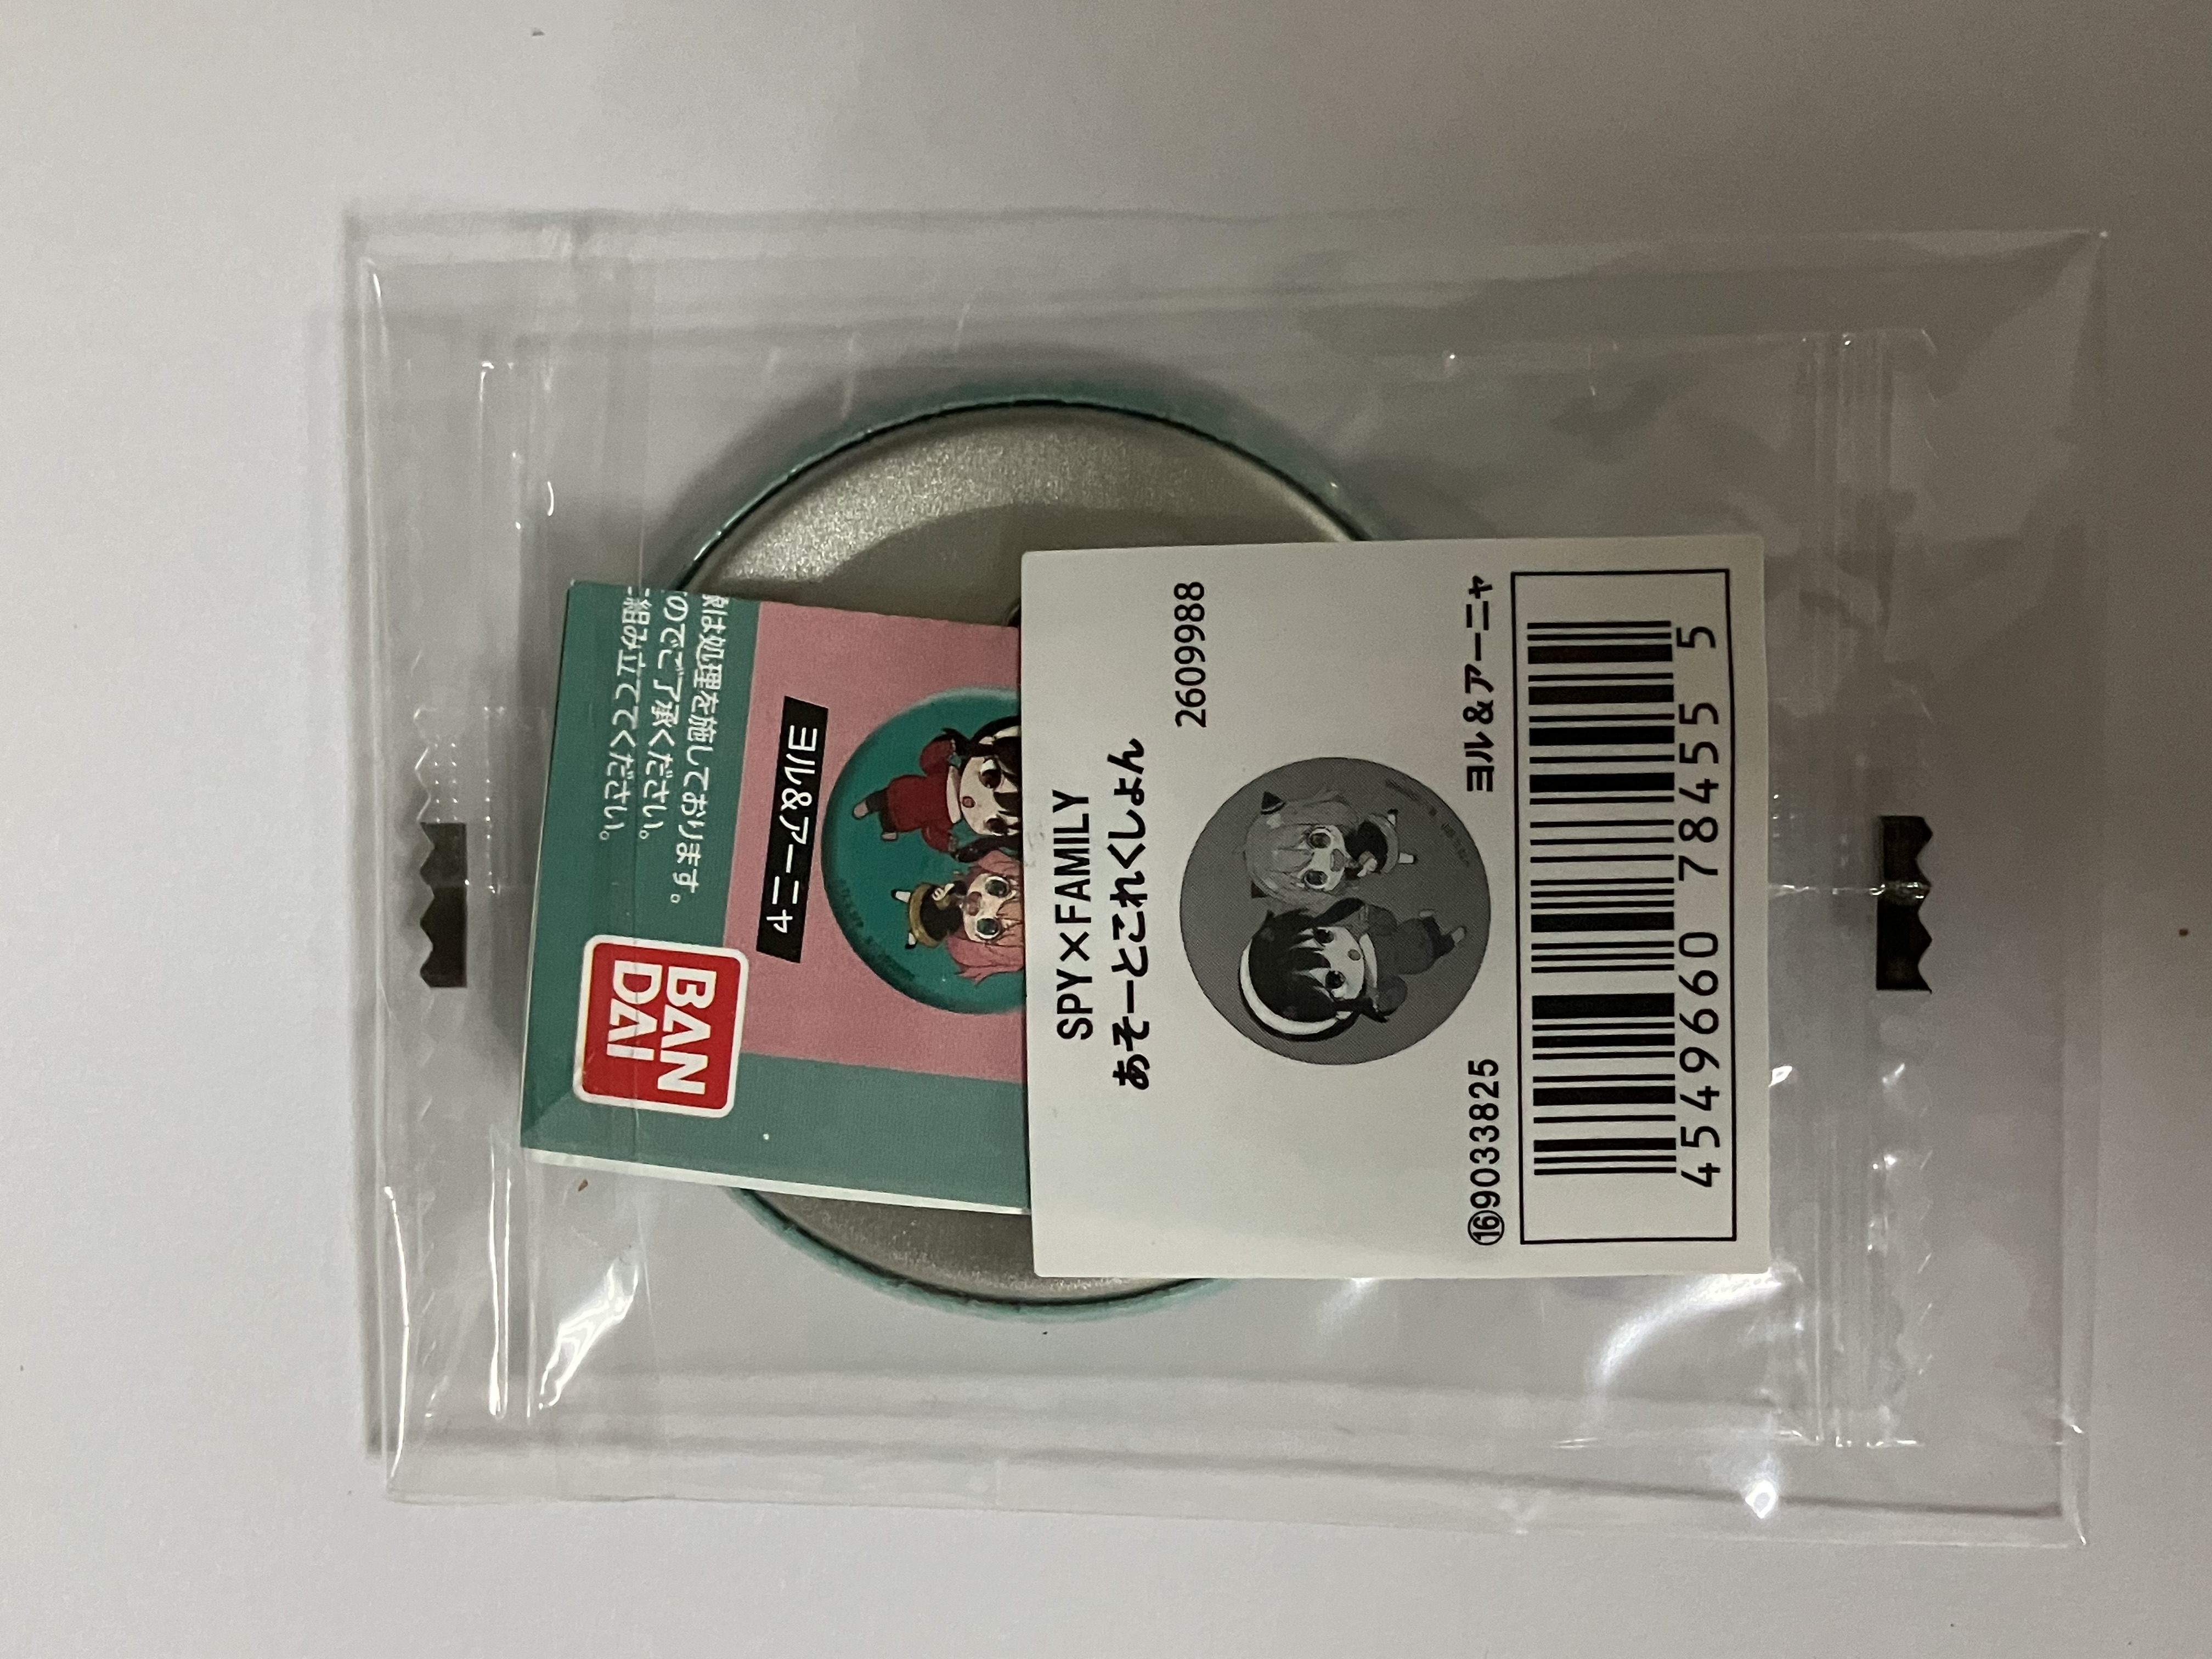 SPY×FAMILY
あそーとこれくしょん
2609988
ヨル&アーニャ
⑯9033825
4549660 784555
ヨル&アーニャ
は処理を施しております。
のでご了承ください。
組み立ててください。
BAN
DAI